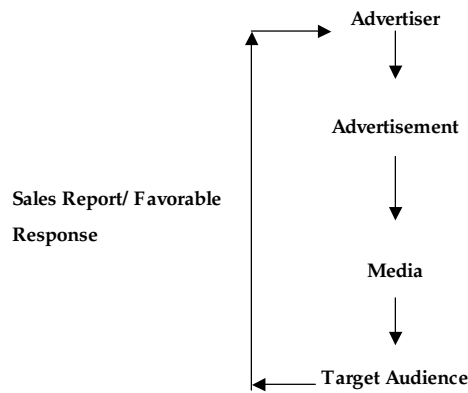 Advertiser
Advertisement
Sales Report/ Favorable
Response
Media
Target Audience